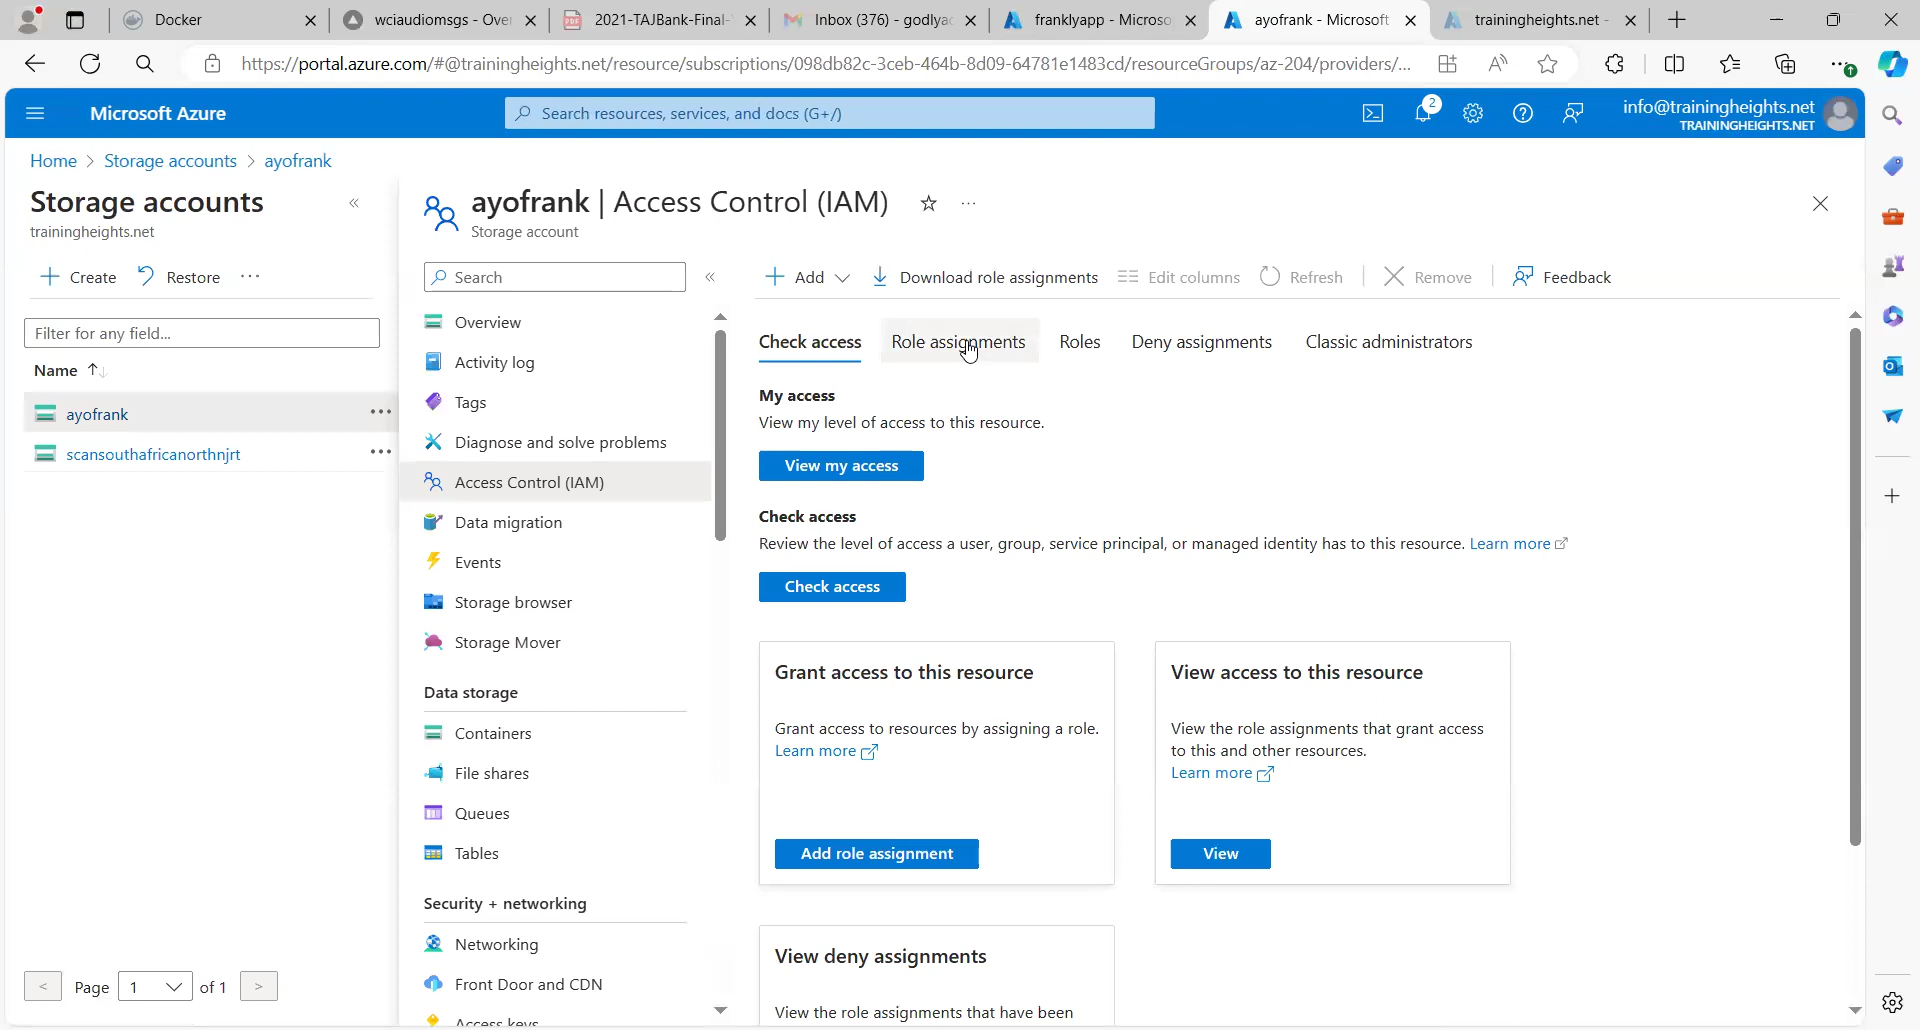 Docker
wciaudiomsgs - Over
2021-TAJBank-Final-
Inbox (376) - godlyac
franklyapp - Microso
ayofrank - Microsoft
trainingheights.net -
https://portal.azure.com/#@trainingheights.net/resource/subscriptions/098db82c-3ceb-464b-8d09-64781e1483cd/resourceGroups/az-204/providers/...
Microsoft Azure
Search resources, services, and docs (G+/)
2
info@trainingheights.net
TRAININGHEIGHTS.NET
Home > Storage accounts > ayofrank
Storage accounts
trainingheights.net
+ Create
Restore
...
Filter for any field...
Name
ayofrank
...
scansouthafricanorthnjrt
...
< Page 1 of 1 >
ayofrank | Access Control (IAM)
...
Storage account
Search
Overview
Activity log
Tags
Diagnose and solve problems
Access Control (IAM)
Data migration
Events
Storage browser
Storage Mover
Data storage
Containers
File shares
Queues
Tables
Security + networking
Networking
Front Door and CDN
Access keys
+ Add
Download role assignments
Edit columns
Refresh
Remove
Feedback
Check access
Role assignments
Roles
Deny assignments
Classic administrators
My access
View my level of access to this resource.
View my access
Check access
Review the level of access a user, group, service principal, or managed identity has to this resource. Learn more
Check access
Grant access to this resource
Grant access to resources by assigning a role.
Learn more
Add role assignment
View access to this resource
View the role assignments that grant access
to this and other resources.
Learn more
View
View deny assignments
View the role assignments that have been